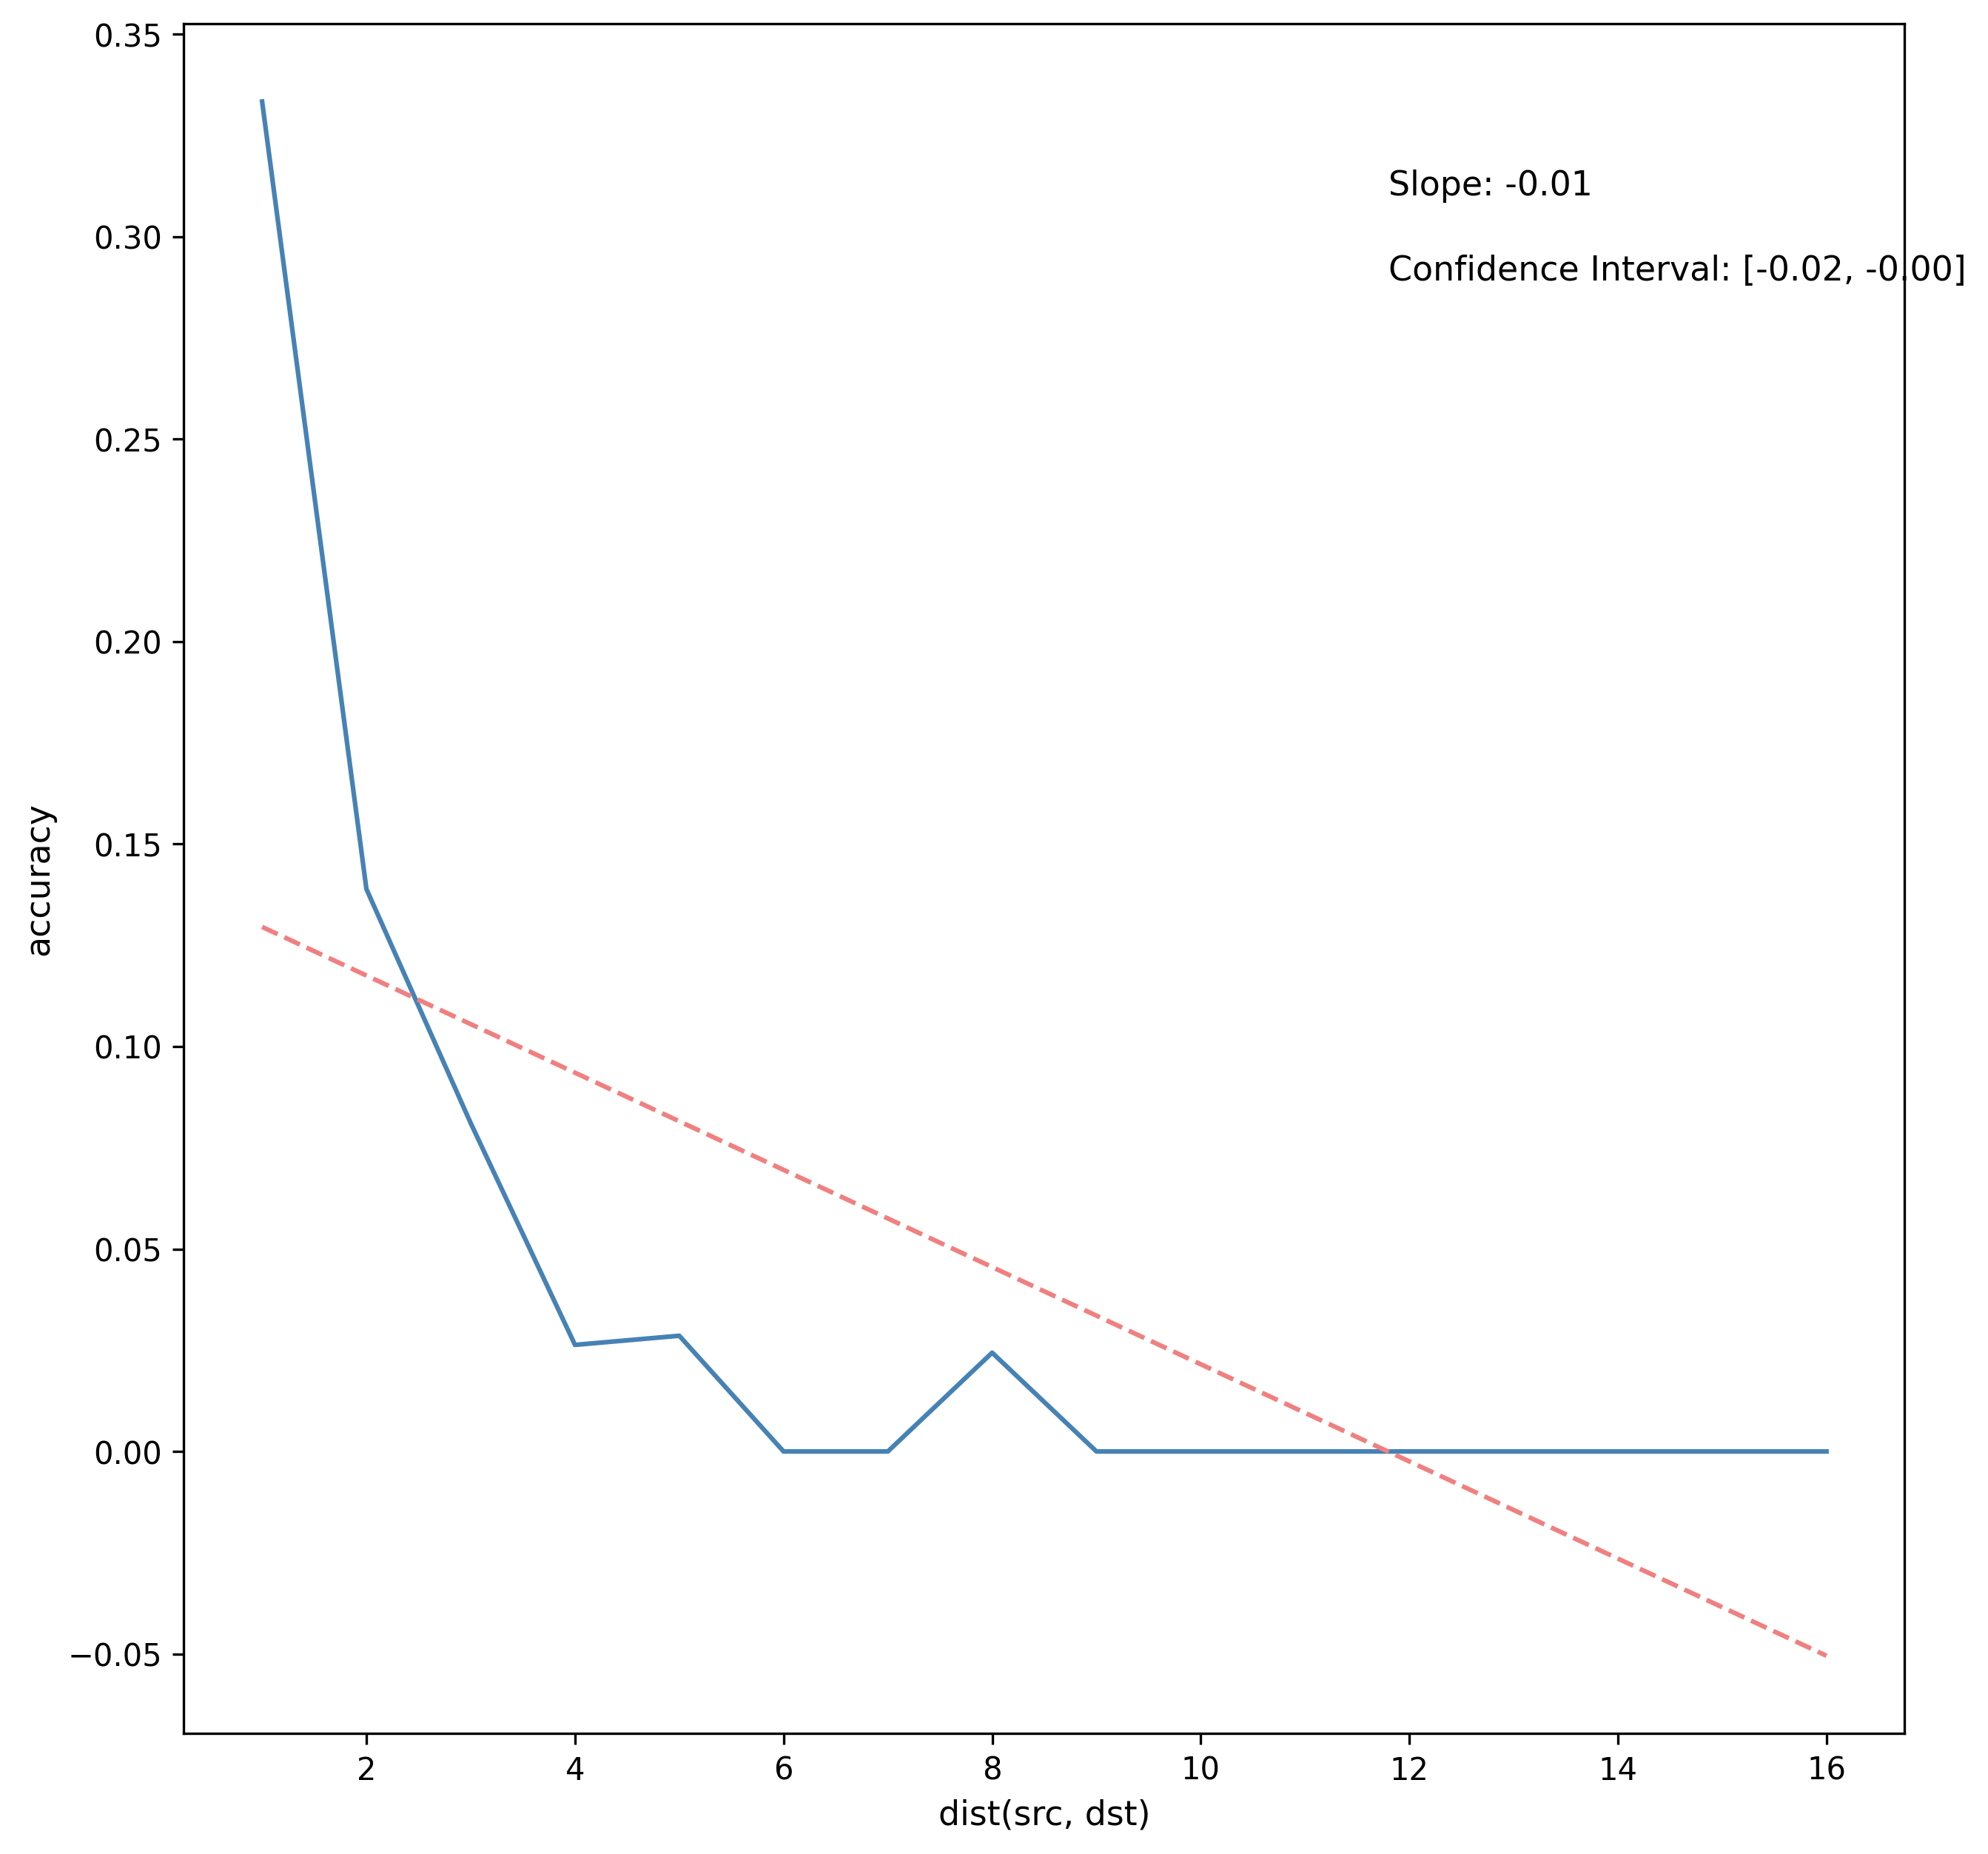 0.35
0.30
0.25
0.20
0.15
0.10
0.05
0.00
−0.05
accuracy
Slope: -0.01
Confidence Interval: [-0.02, -0.00]
2 4 6 8 10 12 14 16
dist(src, dst)